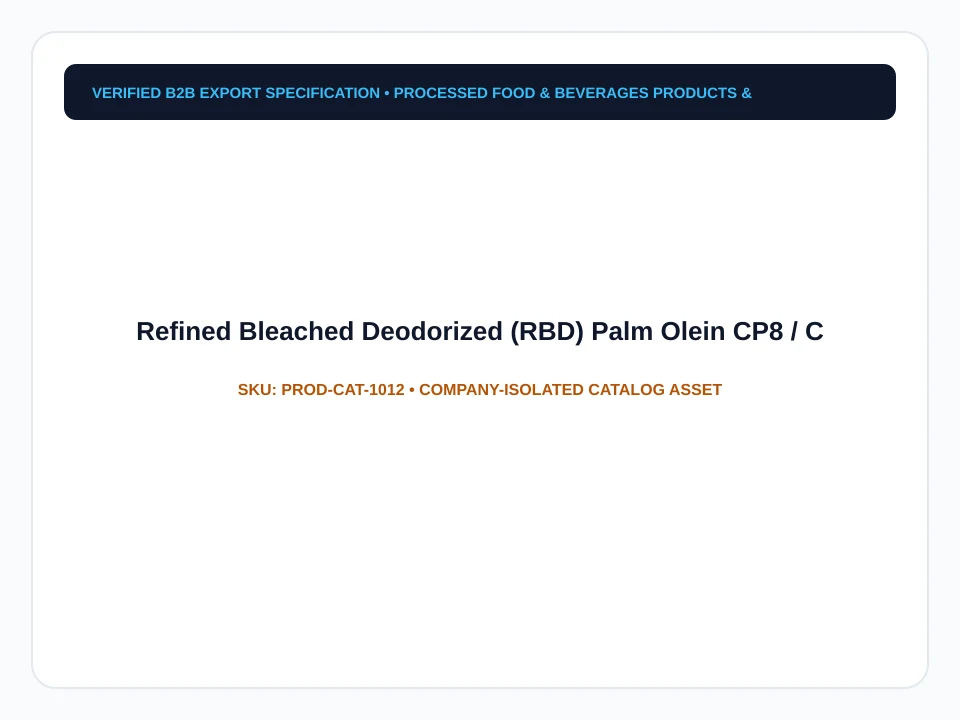 VERIFIED B2B EXPORT SPECIFICATION • PROCESSED FOOD & BEVERAGES PRODUCTS &
Refined Bleached Deodorized (RBD) Palm Olein CP8 / C
SKU: PROD-CAT-1012 • COMPANY-ISOLATED CATALOG ASSET